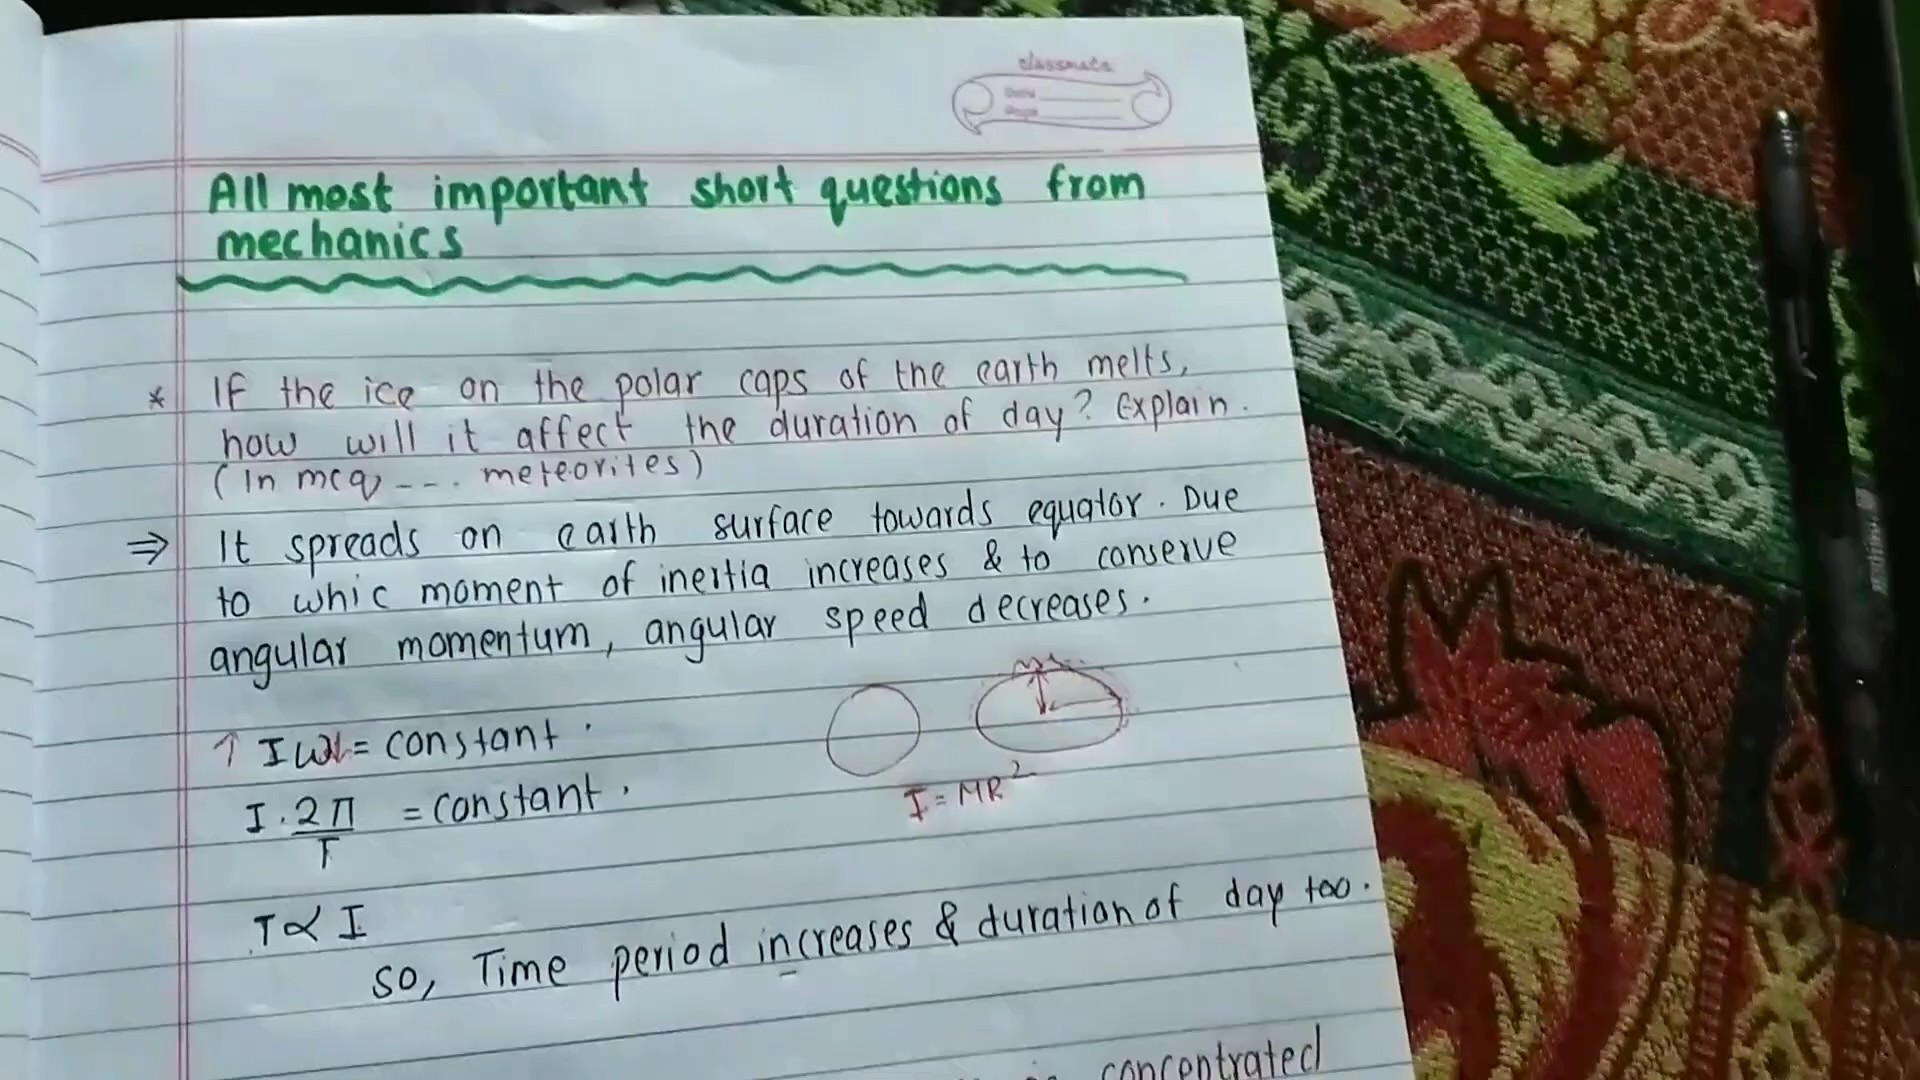 classmate
Date
Page
All most important short questions from
mechanics
* If the ice on the polar caps of the earth melts,
how will it affect the duration of day? Explain.
(In mcq --- meteorites)
⇒ It spreads on earth surface towards equator. Due
to whic moment of inertia increases & to conserve
angular momentum, angular speed decreases.
↑ Iω↓ = constant.
I. 2π/T = constant.
I = MR²
T ∝ I
so, Time period increases & duration of day too.
concentrated